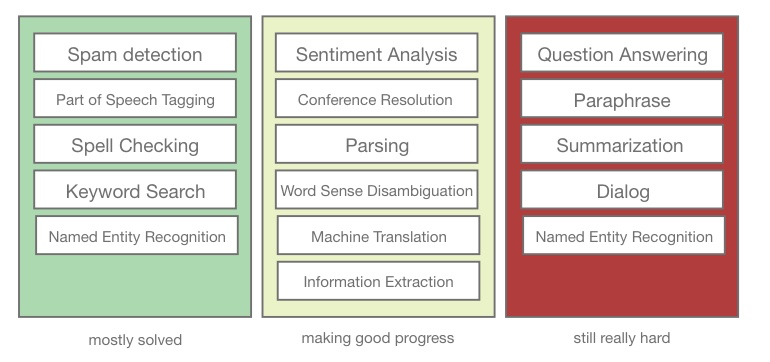 Spam detection
Part of Speech Tagging
Spell Checking
Keyword Search
Named Entity Recognition
mostly solved
Sentiment Analysis
Conference Resolution
Parsing
Word Sense Disambiguation
Machine Translation
Information Extraction
making good progress
Question Answering
Paraphrase
Summarization
Dialog
Named Entity Recognition
still really hard